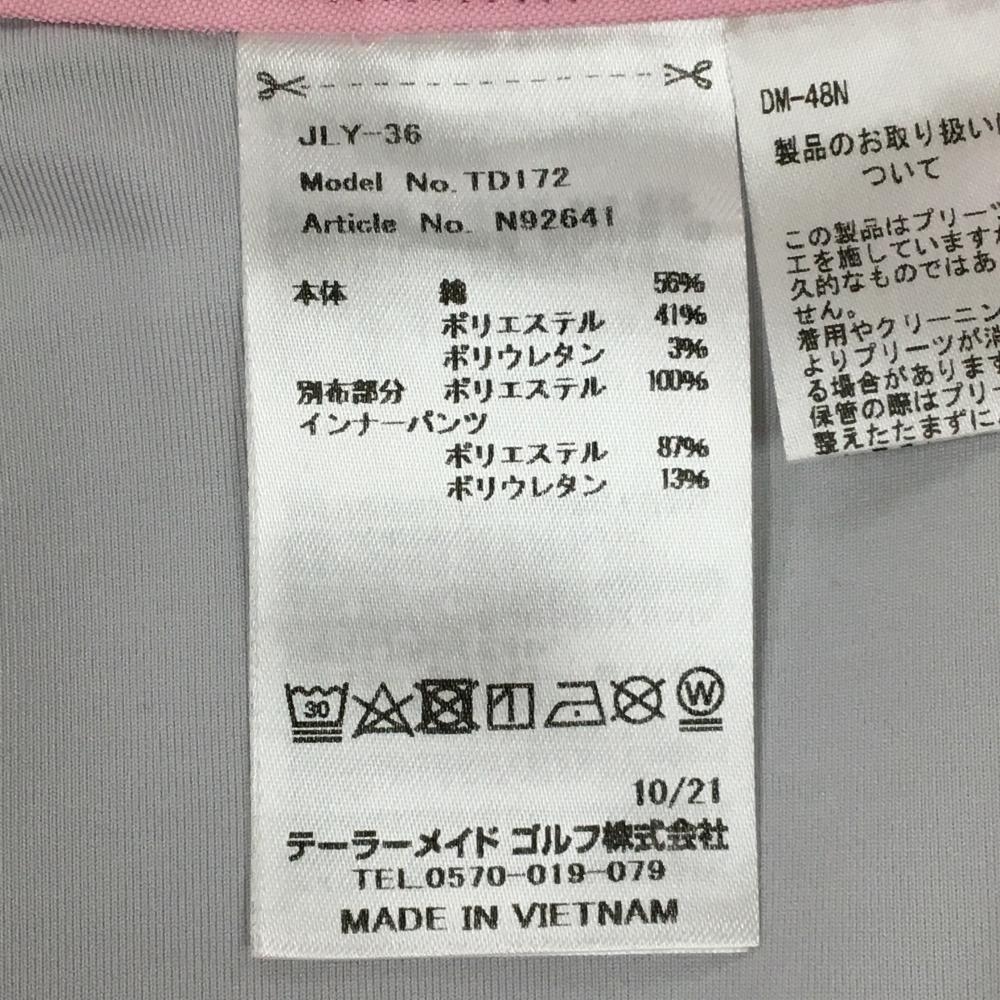 JLY-36
Model No. TD172
Article No. N92641
本体 綿 56%
ポリエステル 41%
ポリウレタン 3%
別布部分 ポリエステル 100%
インナーパンツ
ポリエステル 87%
ポリウレタン 13%
30
W
10/21
テーラーメイド ゴルフ株式会社
TEL.0570-019-079
MADE IN VIETNAM
DM-48N
製品のお取り扱い
ついて
この製品はプリーツ
工を施していますが
久的なものではあ
せん。
着用やクリーニン
よりプリーツが消
る場合があります
保管の際はプリー
整えたたまずに